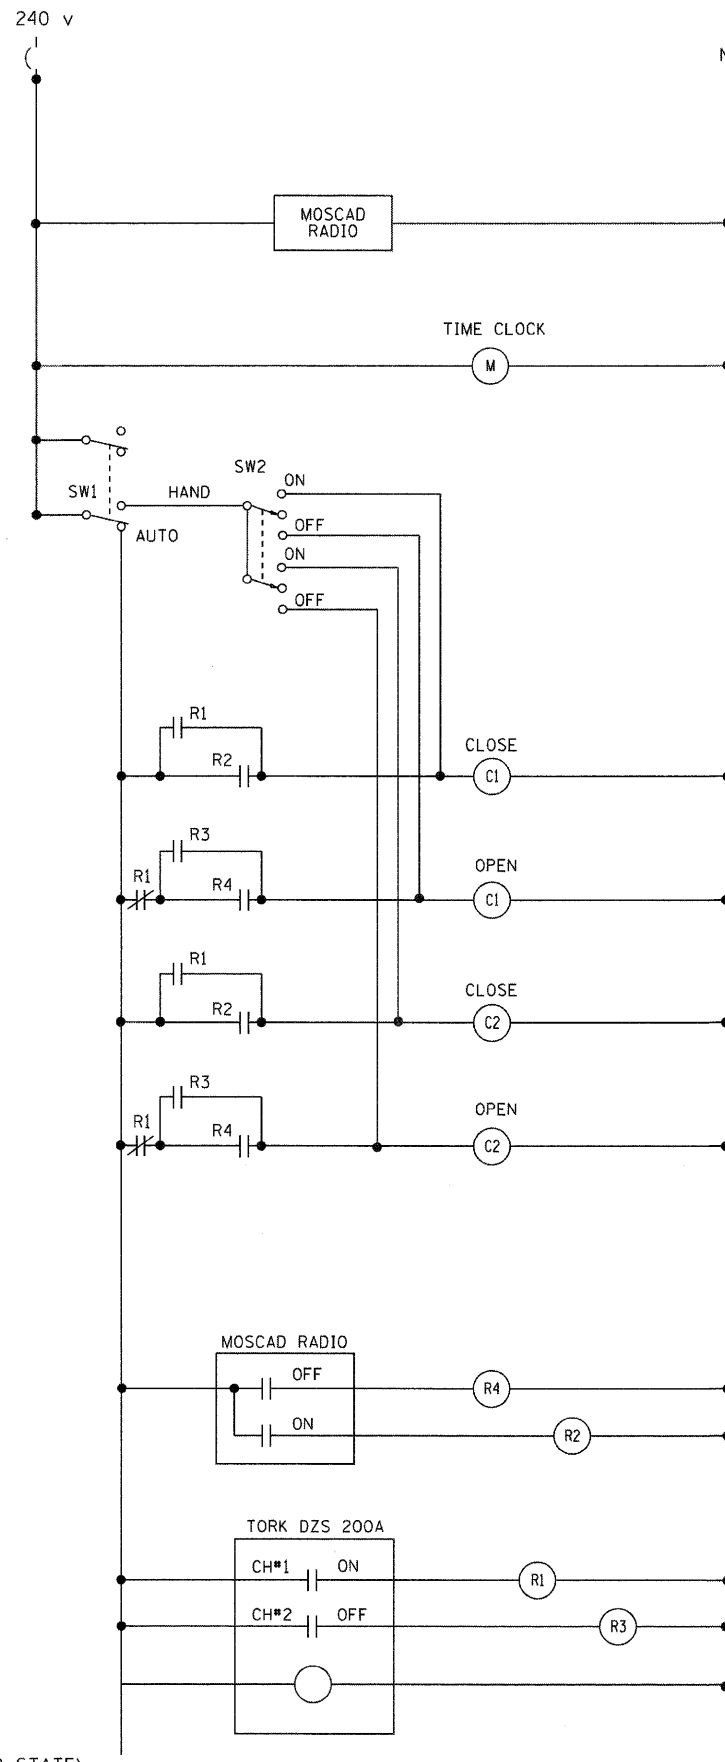 240 v
N
MOSCAD
RADIO
TIME CLOCK
M
SW1
HAND
AUTO
SW2
ON
OFF
ON
OFF
R1
R2
CLOSE
C1
R3
R1
R4
OPEN
C1
R1
R2
CLOSE
C2
R3
R1
R4
OPEN
C2
MOSCAD RADIO
OFF
R4
ON
R2
TORK DZS 200A
CH#1 ON
R1
CH#2 OFF
R3
STATE)